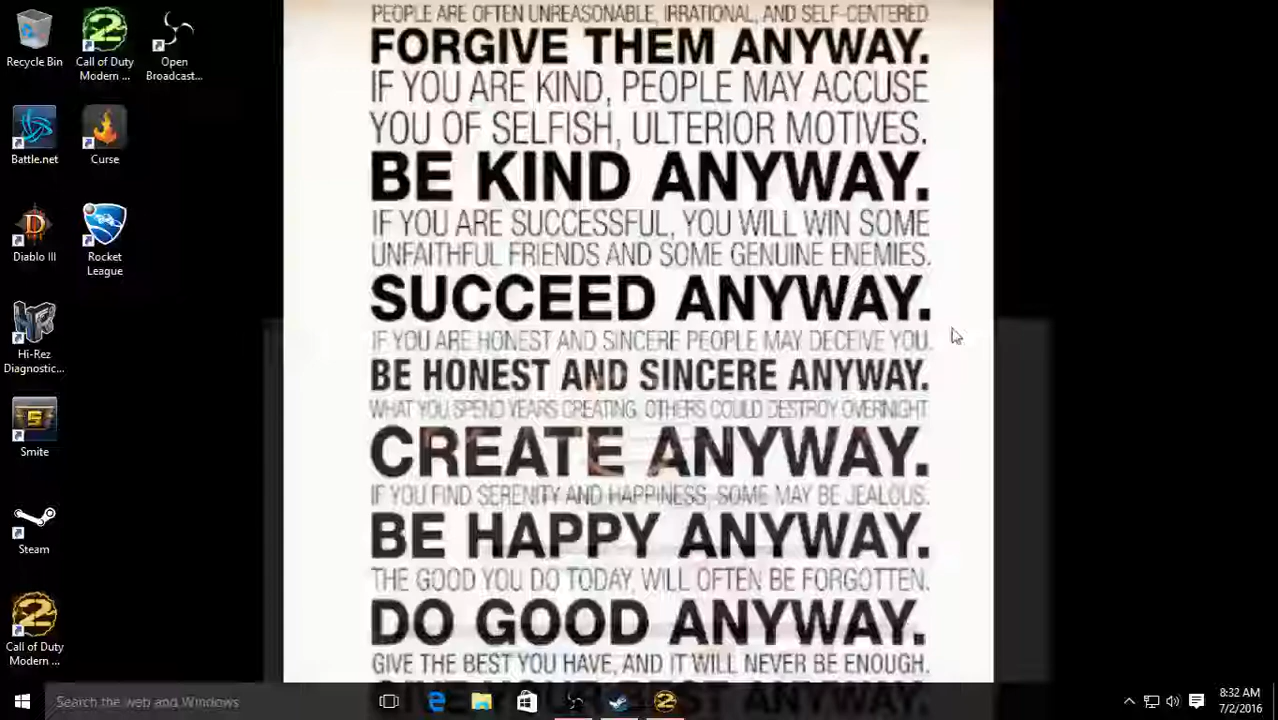 Recycle Bin
Call of Duty
Modern ...
Open
Broadcast...
Battle.net
Curse
Diablo III
Rocket
League
Hi-Rez
Diagnostic...
Smite
Steam
Call of Duty
Modern ...
PEOPLE ARE OFTEN UNREASONABLE, IRRATIONAL, AND SELF-CENTERED
FORGIVE THEM ANYWAY.
IF YOU ARE KIND, PEOPLE MAY ACCUSE
YOU OF SELFISH, ULTERIOR MOTIVES.
BE KIND ANYWAY.
IF YOU ARE SUCCESSFUL, YOU WILL WIN SOME
UNFAITHFUL FRIENDS AND SOME GENUINE ENEMIES.
SUCCEED ANYWAY.
IF YOU ARE HONEST AND SINCERE PEOPLE MAY DECEIVE YOU.
BE HONEST AND SINCERE ANYWAY.
WHAT YOU SPEND YEARS CREATING, OTHERS COULD DESTROY OVERNIGHT
CREATE ANYWAY.
IF YOU FIND SERENITY AND HAPPINESS, SOME MAY BE JEALOUS.
BE HAPPY ANYWAY.
THE GOOD YOU DO TODAY, WILL OFTEN BE FORGOTTEN.
DO GOOD ANYWAY.
GIVE THE BEST YOU HAVE, AND IT WILL NEVER BE ENOUGH.
Search the web and Windows
8:32 AM
7/2/2016